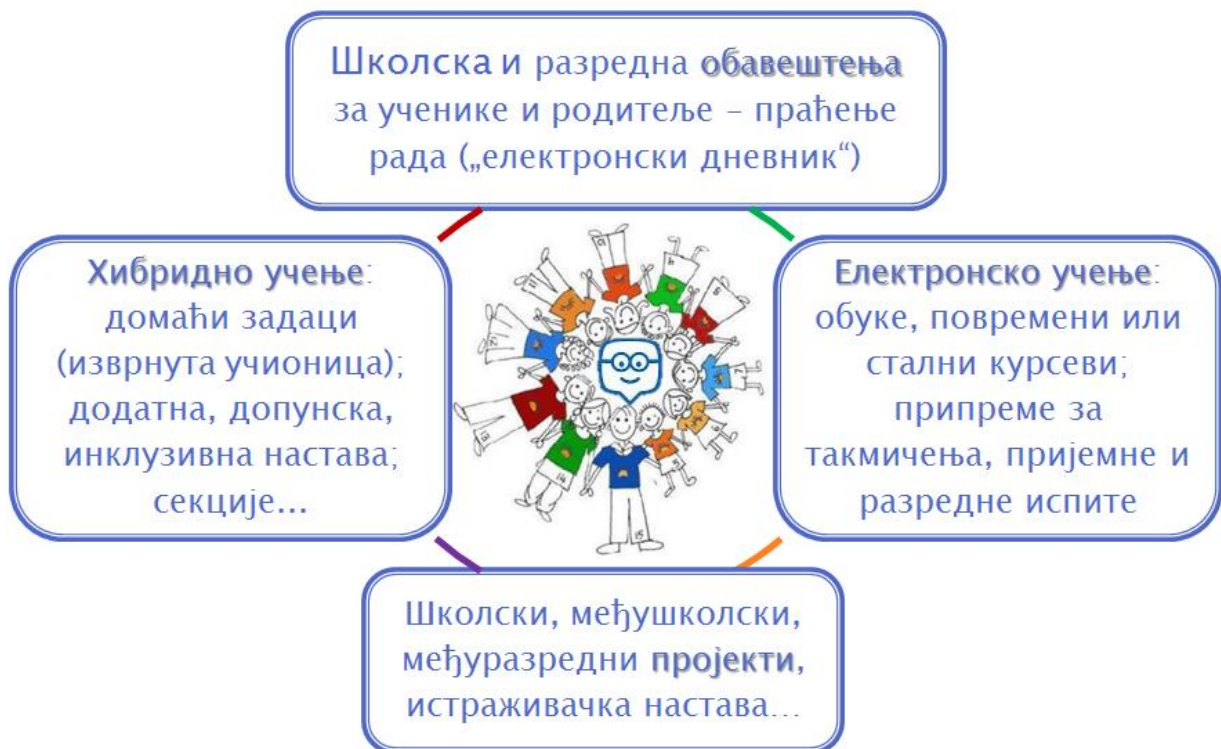 Школска и разредна обавештења
за ученике и родитеље – праћење
рада („електронски дневник“)
Хибридно учење:
домаћи задаци
(изврнута учионица);
додатна, допунска,
инклузивна настава;
секције...
Електронско учење:
обуке, повремени или
стални курсеви;
припреме за
такмичења, пријемне и
разредне испите
Школски, међушколски,
међуразредни пројекти,
истраживачка настава...